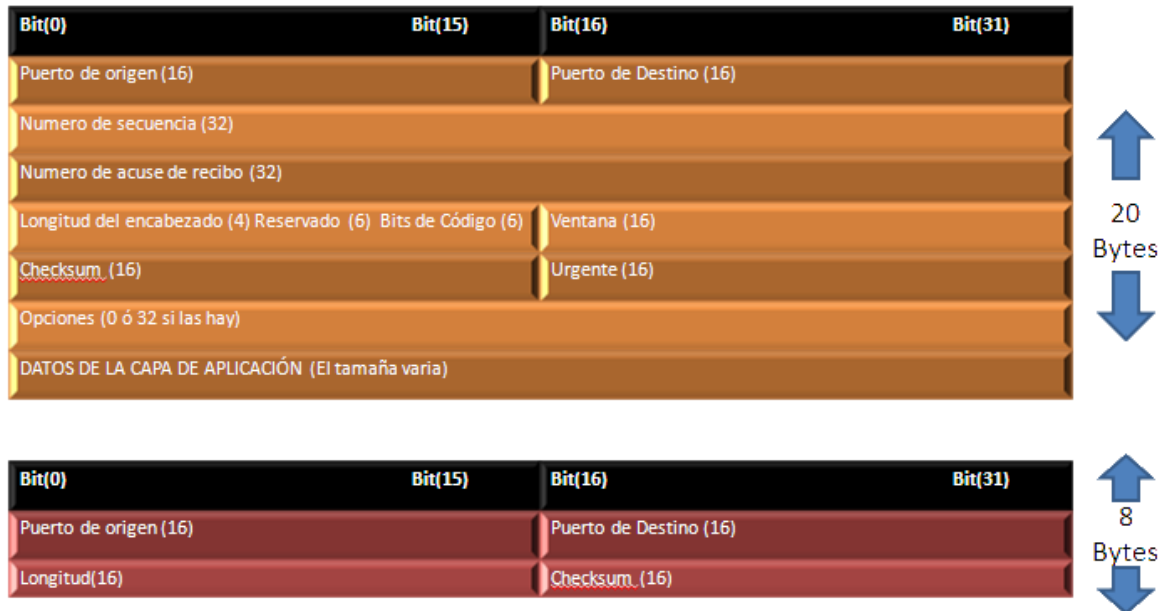 Bit(0) Bit(15) Bit(16) Bit(31)
Puerto de origen (16) Puerto de Destino (16)
Numero de secuencia (32)
Numero de acuse de recibo (32)
Longitud del encabezado (4) Reservado (6) Bits de Código (6) Ventana (16)
Checksum (16) Urgente (16)
Opciones (0 ó 32 si las hay)
DATOS DE LA CAPA DE APLICACIÓN (El tamaña varia)
20
Bytes
Bit(0) Bit(15) Bit(16) Bit(31)
Puerto de origen (16) Puerto de Destino (16)
Longitud(16) Checksum (16)
8
Bytes